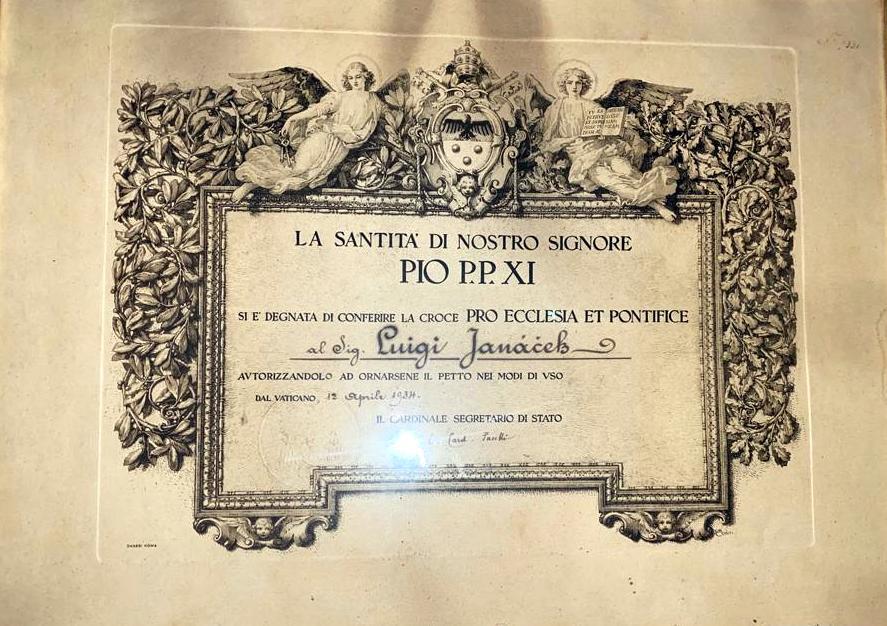 LA SANTITA' DI NOSTRO SIGNORE
PIO P.P. XI
SI E' DEGNATA DI CONFERIRE LA CROCE PRO ECCLESIA ET PONTIFICE
al Sig. Luigi Janáček
AVTORIZZANDOLO AD ORNARSENE IL PETTO NEI MODI DI VSO
DAL VATICANO, 12 Aprile 1934.
IL CARDINALE SEGRETARIO DI STATO
Card.